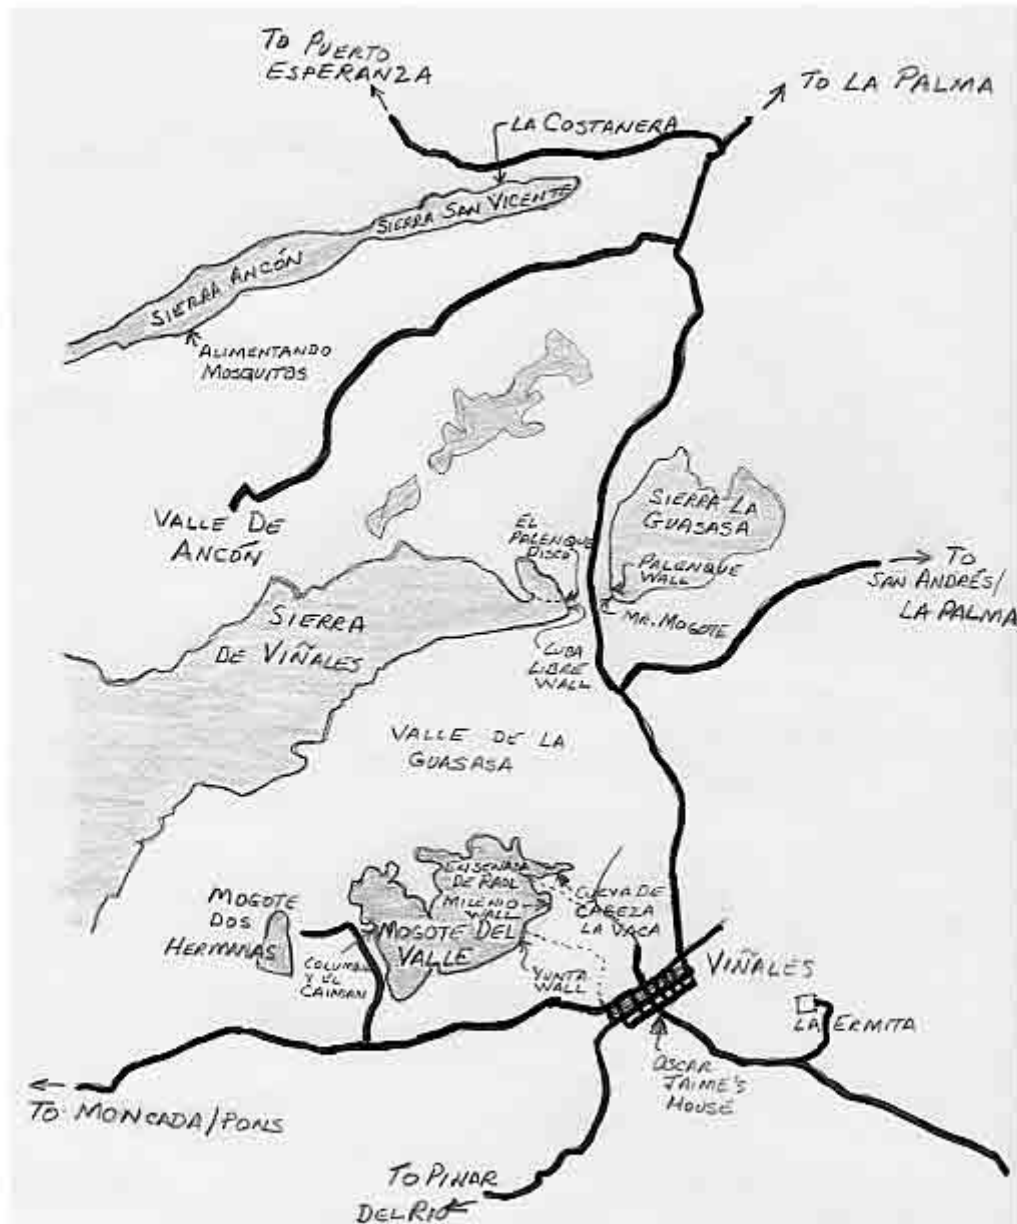 TO PUERTO
ESPERANZA
TO LA PALMA
LA COSTANERA
SIERRA SAN VICENTE
SIERRA ANCÓN
ALIMENTANDO
MOSQUITOS
VALLE DE
ANCÓN
SIERRA LA
GUASASA
EL
PALENQUE
DISCO
PALENQUE
WALL
TO
SAN ANDRÉS/
LA PALMA
MR. MOGOTE
SIERRA
DE VIÑALES
CUBA
LIBRE
WALL
VALLE DE LA
GUASASA
ENSENADA
DE RAOL
MILENIO
WALL
CUEVA DE
CABEZA
LA VACA
MOGOTE
DOS
HERMANAS
MOGOTE DEL
VALLE
COLUMNA
Y EL
CAIMAN
YUNTA
WALL
VIÑALES
LA ERMITA
OSCAR
JAIME'S
HOUSE
TO MONCADA/PONS
TO PINAR
DEL RIO